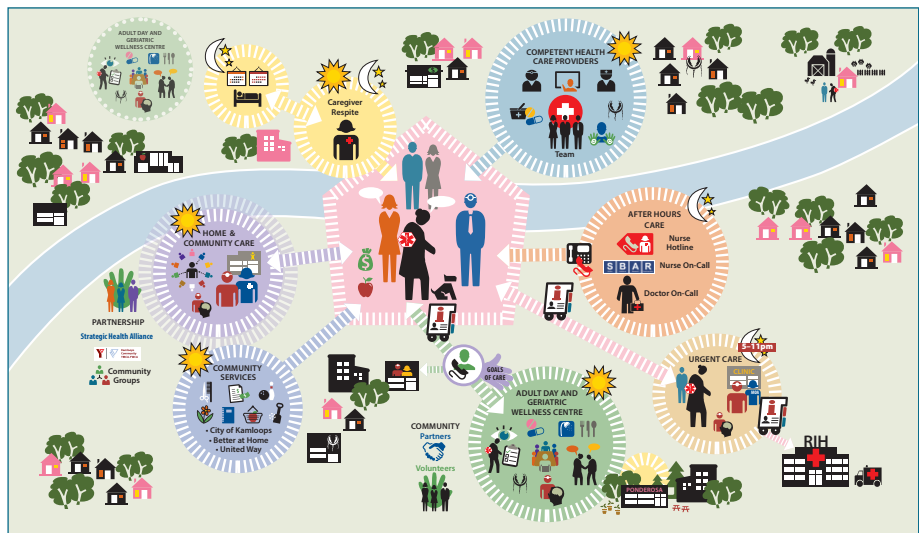 ADULT DAY AND
GERIATRIC
WELLNESS CENTRE
Caregiver
Respite
COMPETENT HEALTH
CARE PROVIDERS
Team
HOME &
COMMUNITY CARE
AFTER HOURS
CARE
Nurse
Hotline
SBAR
Nurse On-Call
Doctor On-Call
PARTNERSHIP
Strategic Health Alliance
Community
Groups
COMMUNITY
SERVICES
• City of Kamloops
• Better at Home
• United Way
GOALS
OF CARE
COMMUNITY
Partners
Volunteers
ADULT DAY AND
GERIATRIC
WELLNESS CENTRE
PONDEROSA
5–11pm
URGENT CARE
CLINIC
RIH